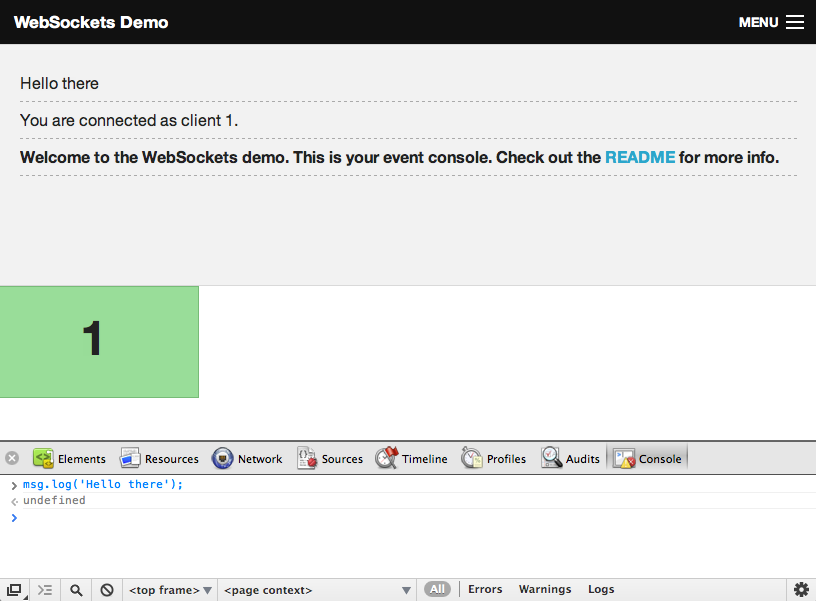 WebSockets Demo MENU
Hello there
You are connected as client 1.
Welcome to the WebSockets demo. This is your event console. Check out the README for more info.
1
Elements Resources Network Sources Timeline Profiles Audits Console
msg.log('Hello there');
undefined
<top frame> <page context> All Errors Warnings Logs